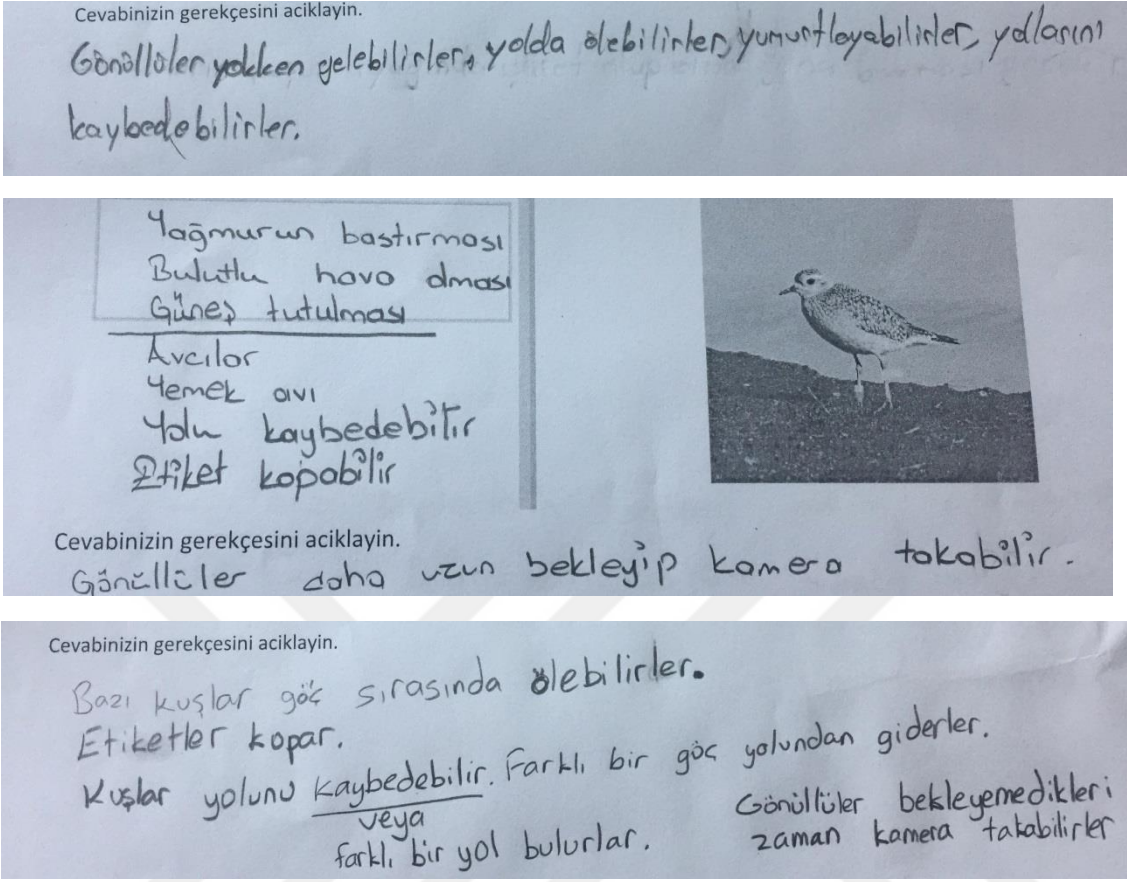 Cevabinizin gerekçesini aciklayin.
Gönüllüler yokken gelebilirler, yolda ölebilirler, yumurtlayabilirler, yollarını
kaybedebilirler.
Yağmurun bastırması
Bulutlu hava olması
Güneş tutulması
Avcılar
Yemek avı
Yolu kaybedebilir
Etiket kopabilir
Cevabinizin gerekçesini aciklayin.
Gönüllüler daha uzun bekleyip kamera takabilir.
Cevabinizin gerekçesini aciklayin.
Bazı kuşlar göç sırasında ölebilirler.
Etiketler kopar.
Kuşlar yolunu kaybedebilir. Farklı bir göç yolundan giderler.
veya
farklı bir yol bulurlar.
Gönüllüler bekleyemedikleri
zaman kamera takabilirler